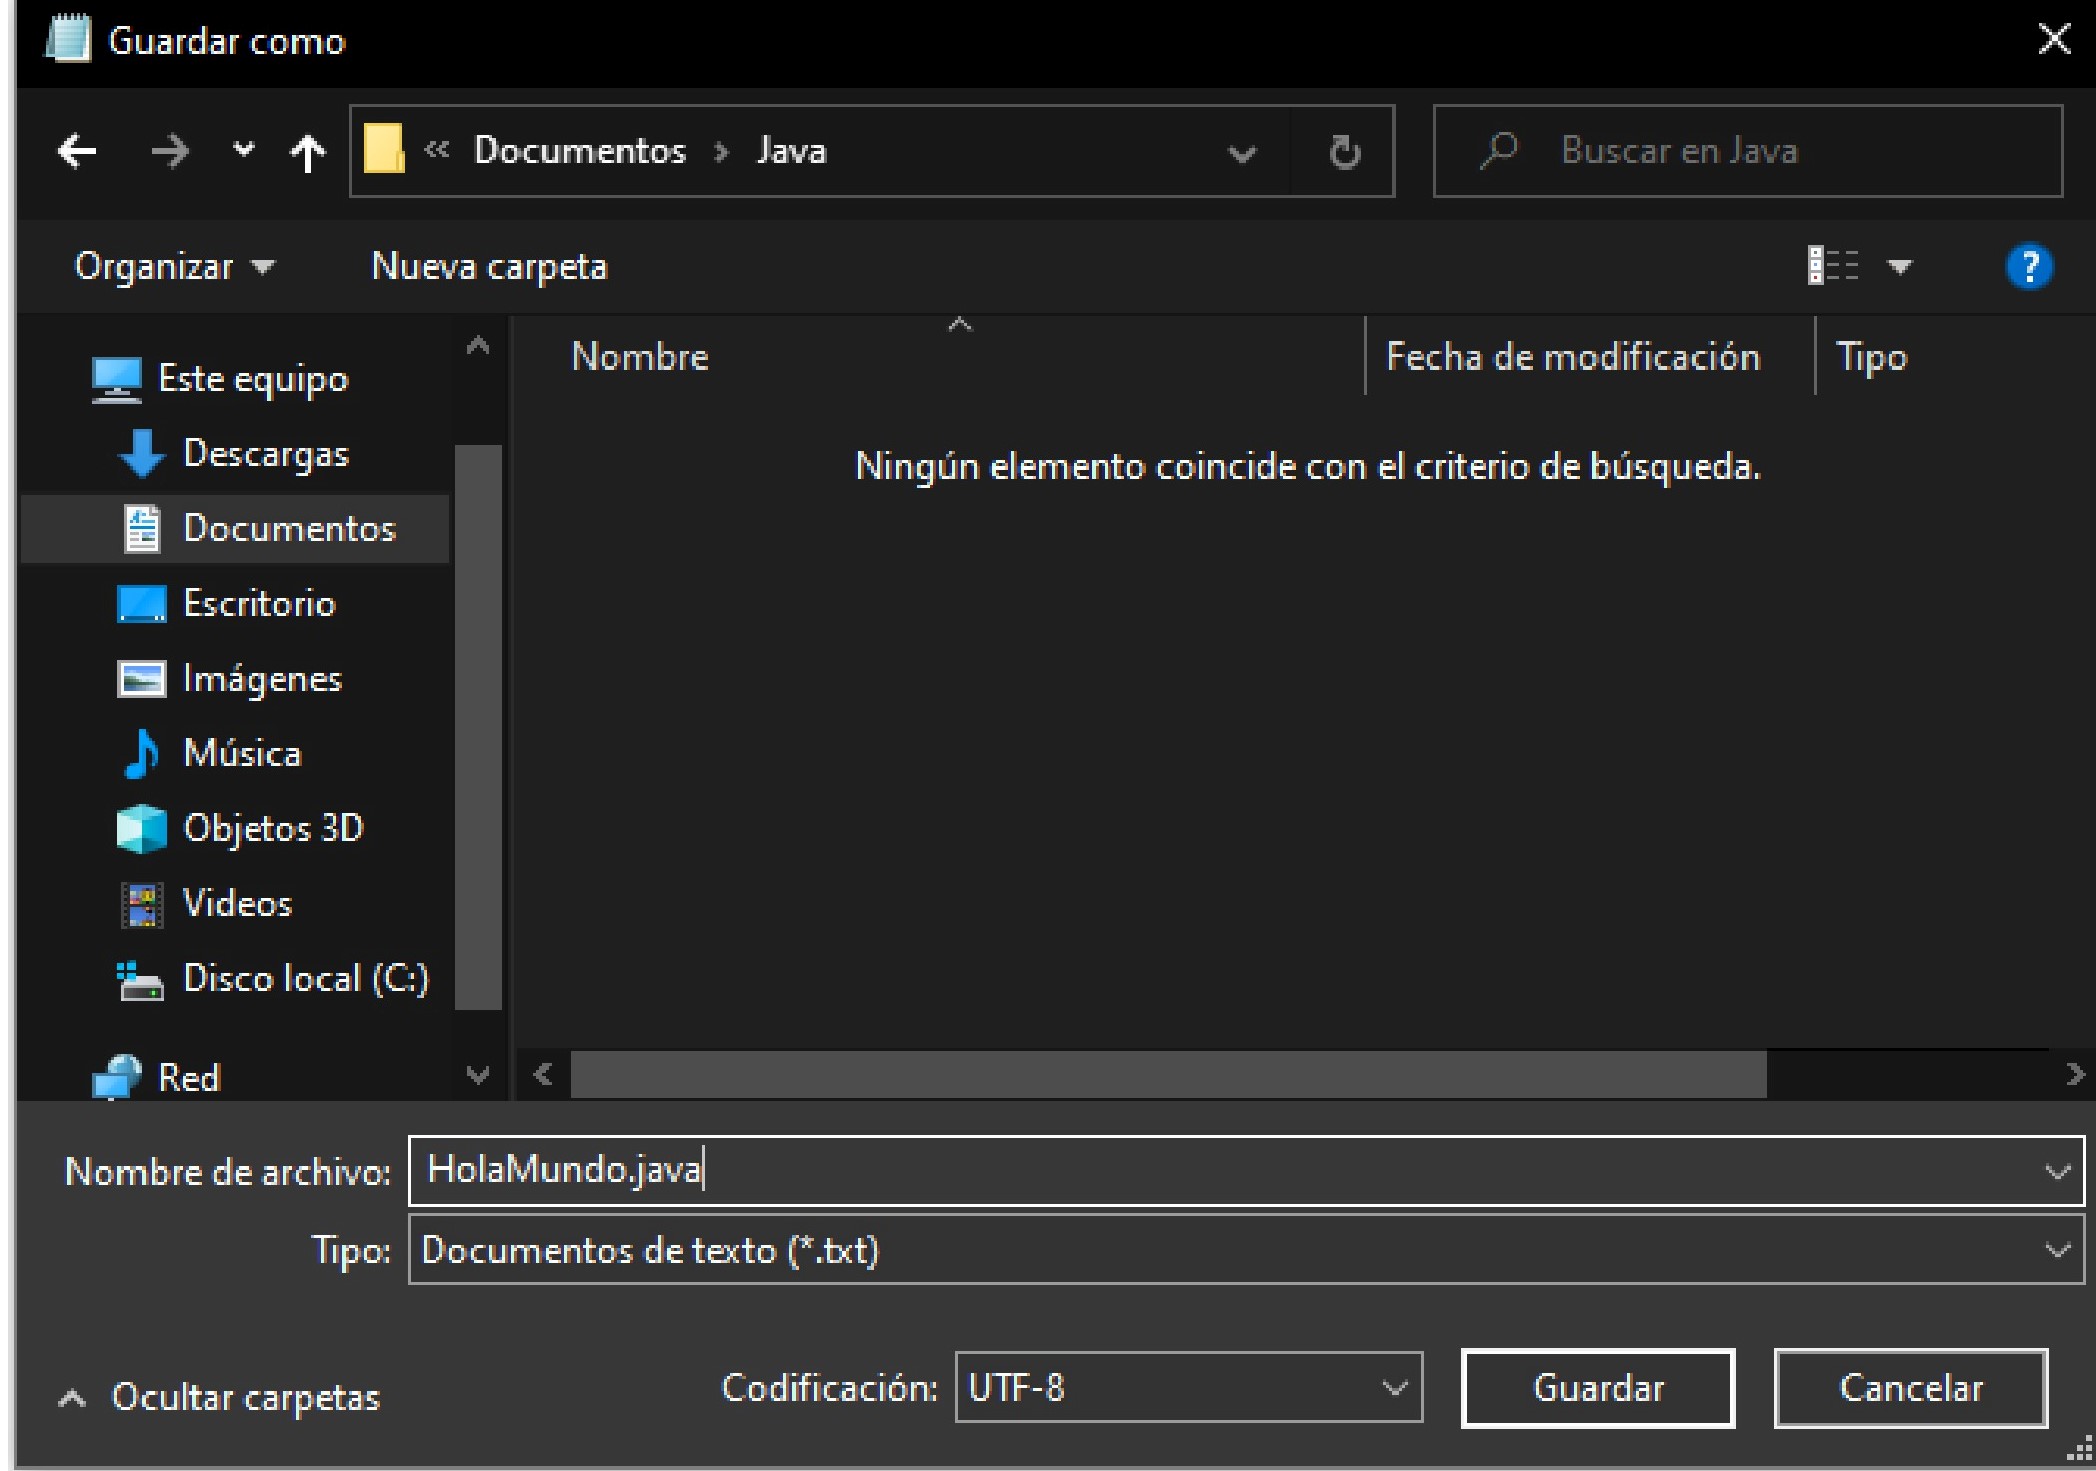 Guardar como
« Documentos › Java
Buscar en Java
Organizar
Nueva carpeta
?
Nombre
Fecha de modificación
Tipo
Ningún elemento coincide con el criterio de búsqueda.
Este equipo
Descargas
Documentos
Escritorio
Imágenes
Música
Objetos 3D
Videos
Disco local (C:)
Red
Nombre de archivo: HolaMundo.java
Tipo: Documentos de texto (*.txt)
Ocultar carpetas
Codificación: UTF-8
Guardar
Cancelar